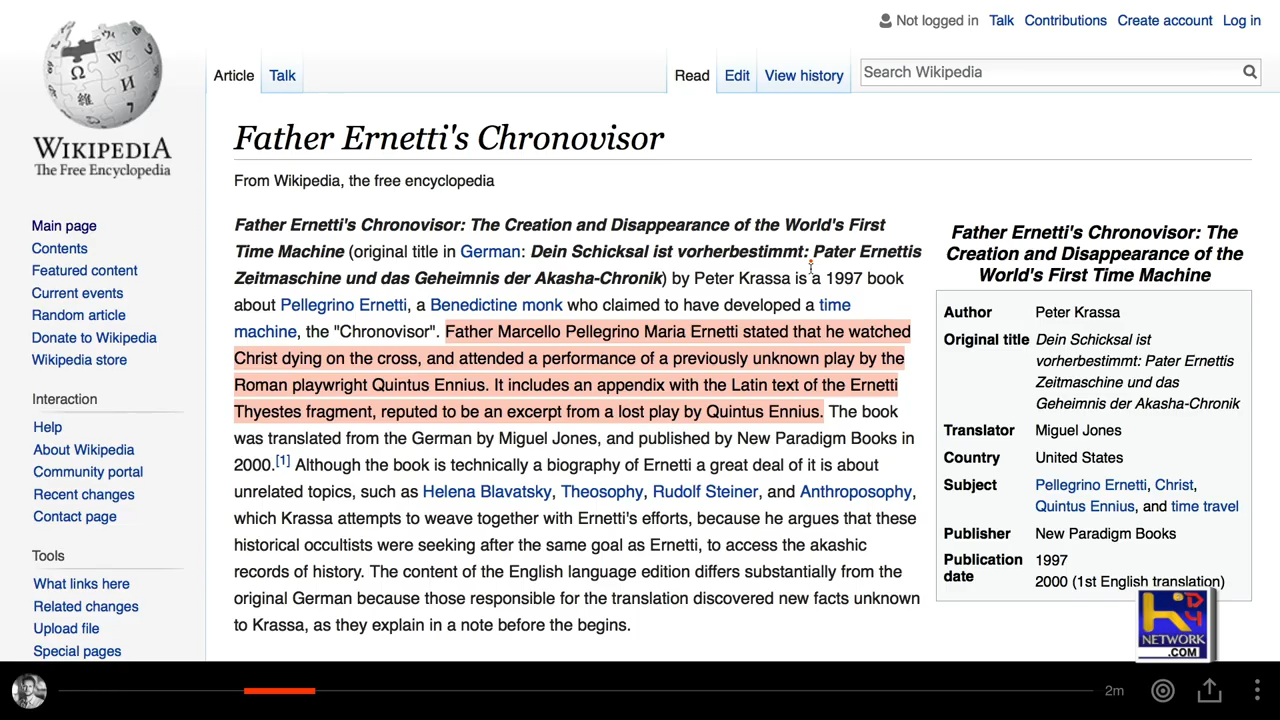 Not logged in Talk Contributions Create account Log in
Article Talk Read Edit View history Search Wikipedia
WIKIPEDIA
The Free Encyclopedia
Main page
Contents
Featured content
Current events
Random article
Donate to Wikipedia
Wikipedia store
Interaction
Help
About Wikipedia
Community portal
Recent changes
Contact page
Tools
What links here
Related changes
Upload file
Special pages
Father Ernetti's Chronovisor
From Wikipedia, the free encyclopedia
Father Ernetti's Chronovisor: The Creation and Disappearance of the World's First
Time Machine (original title in German: Dein Schicksal ist vorherbestimmt: Pater Ernettis
Zeitmaschine und das Geheimnis der Akasha-Chronik) by Peter Krassa is a 1997 book
about Pellegrino Ernetti, a Benedictine monk who claimed to have developed a time
machine, the "Chronovisor". Father Marcello Pellegrino Maria Ernetti stated that he watched
Christ dying on the cross, and attended a performance of a previously unknown play by the
Roman playwright Quintus Ennius. It includes an appendix with the Latin text of the Ernetti
Thyestes fragment, reputed to be an excerpt from a lost play by Quintus Ennius. The book
was translated from the German by Miguel Jones, and published by New Paradigm Books in
2000.[1] Although the book is technically a biography of Ernetti a great deal of it is about
unrelated topics, such as Helena Blavatsky, Theosophy, Rudolf Steiner, and Anthroposophy,
which Krassa attempts to weave together with Ernetti's efforts, because he argues that these
historical occultists were seeking after the same goal as Ernetti, to access the akashic
records of history. The content of the English language edition differs substantially from the
original German because those responsible for the translation discovered new facts unknown
to Krassa, as they explain in a note before the begins.
Father Ernetti's Chronovisor: The
Creation and Disappearance of the
World's First Time Machine
Author Peter Krassa
Original title Dein Schicksal ist
vorherbestimmt: Pater Ernettis
Zeitmaschine und das
Geheimnis der Akasha-Chronik
Translator Miguel Jones
Country United States
Subject Pellegrino Ernetti, Christ,
Quintus Ennius, and time travel
Publisher New Paradigm Books
Publication 1997
date 2000 (1st English translation)
NETWORK
.COM
2m